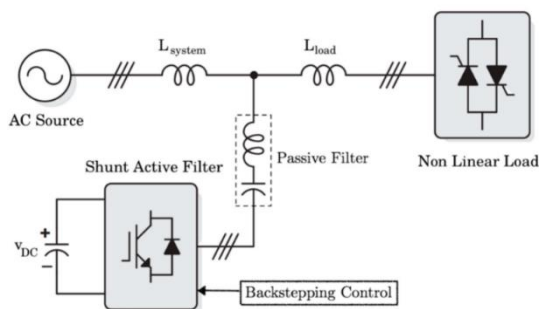 L_system
L_load
AC Source
Passive Filter
Non Linear Load
Shunt Active Filter
+
v_DC
−
Backstepping Control